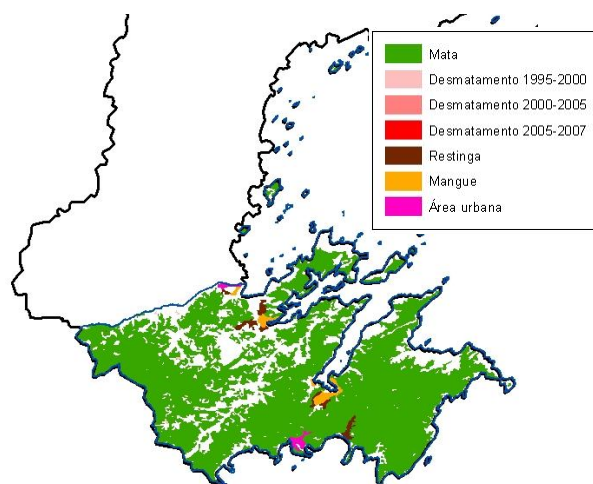 Mata
Desmatamento 1995-2000
Desmatamento 2000-2005
Desmatamento 2005-2007
Restinga
Mangue
Área urbana